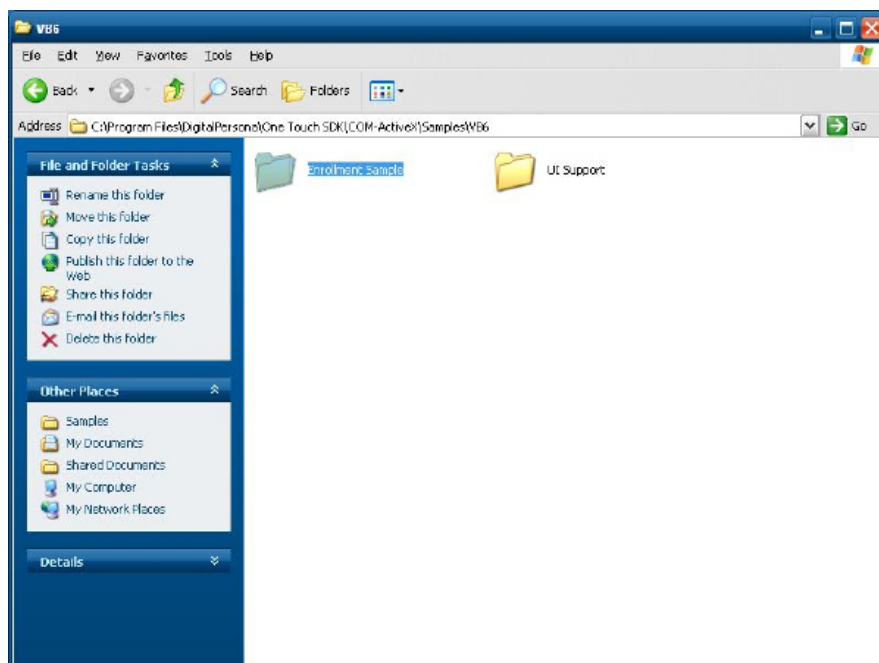 VB6
File Edit View Favorites Tools Help
Back Search Folders
Address C:\Program Files\DigitalPersona\One Touch SDK\COM-ActiveX\Samples\VB6 Go
File and Folder Tasks
Rename this folder
Move this folder
Copy this folder
Publish this folder to the
Web
Share this folder
E-mail this folder's files
Delete this folder
Other Places
Samples
My Documents
Shared Documents
My Computer
My Network Places
Details
Enrollment Sample
UI Support